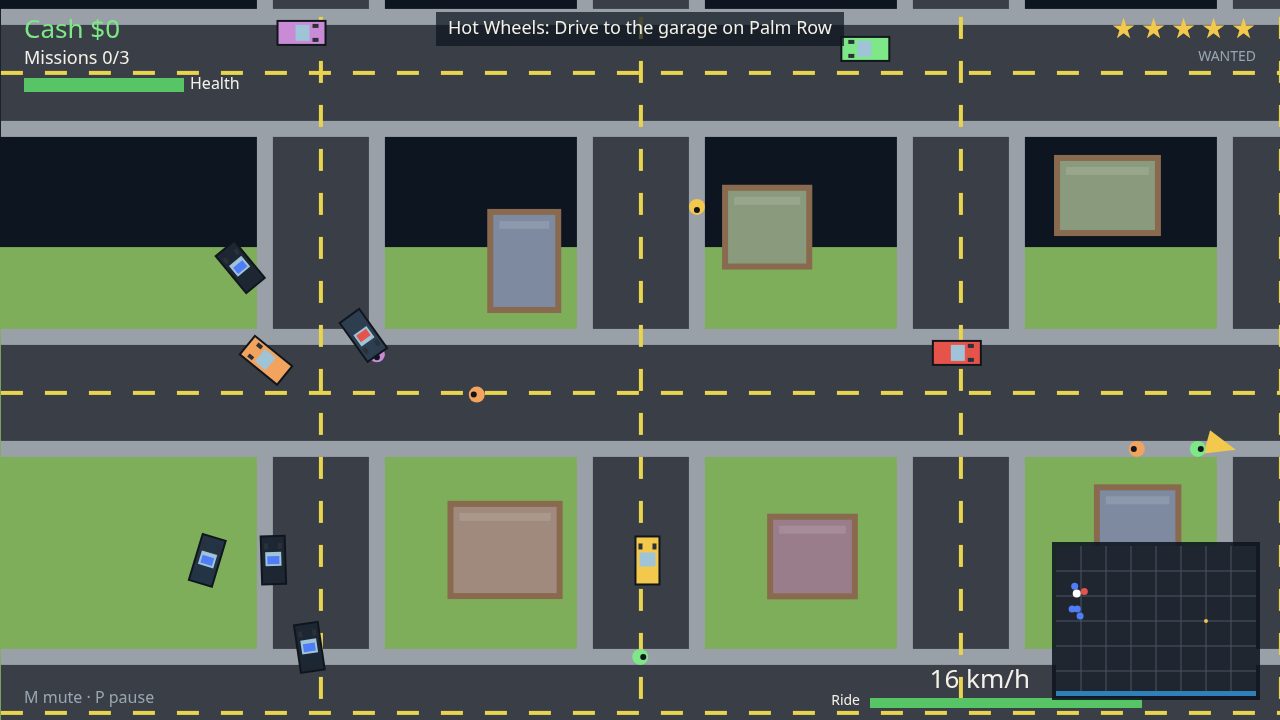 Cash $0
Hot Wheels: Drive to the garage on Palm Row
★ ★ ★ ★ ★
Missions 0/3
WANTED
Health
16 km/h
M mute · P pause
Ride